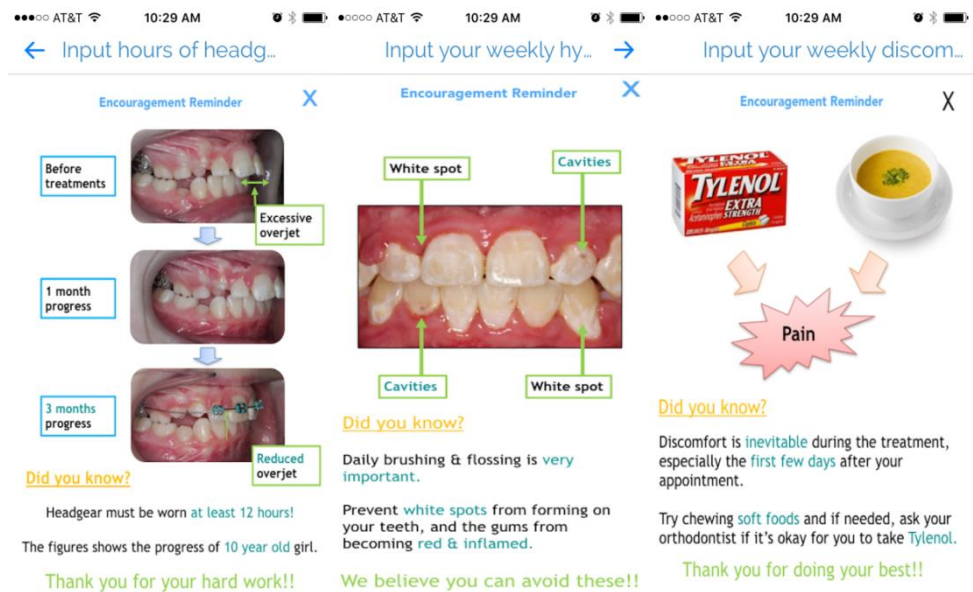 AT&T 10:29 AM
Input hours of headg...
Encouragement Reminder X
Before
treatments
Excessive
overjet
1 month
progress
3 months
progress
Reduced
overjet
Did you know?
Headgear must be worn at least 12 hours!
The figures shows the progress of 10 year old girl.
Thank you for your hard work!!
AT&T 10:29 AM
Input your weekly hy...
Encouragement Reminder X
White spot
Cavities
Cavities
White spot
Did you know?
Daily brushing & flossing is very
important.
Prevent white spots from forming on
your teeth, and the gums from
becoming red & inflamed.
We believe you can avoid these!!
AT&T 10:29 AM
Input your weekly discom...
Encouragement Reminder X
TYLENOL
TYLENOL
EXTRA
STRENGTH
Acetaminophen
Pain
Did you know?
Discomfort is inevitable during the treatment,
especially the first few days after your
appointment.
Try chewing soft foods and if needed, ask your
orthodontist if it's okay for you to take Tylenol.
Thank you for doing your best!!